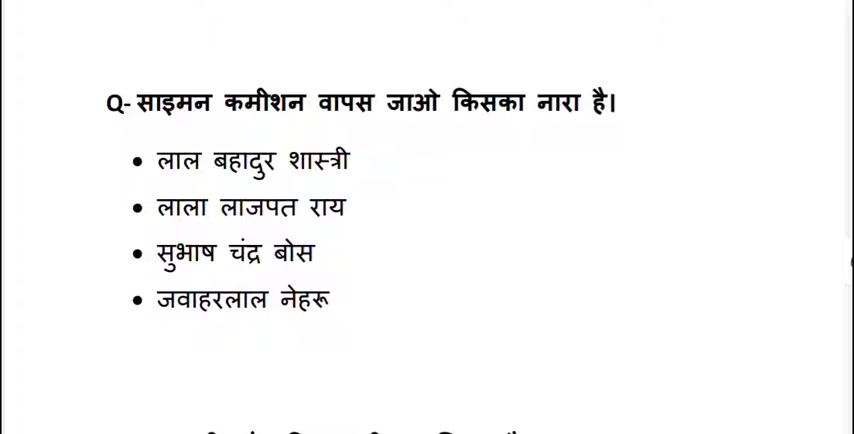 Q- साइमन कमीशन वापस जाओ किसका नारा है।
• लाल बहादुर शास्त्री
• लाला लाजपत राय
• सुभाष चंद्र बोस
• जवाहरलाल नेहरू